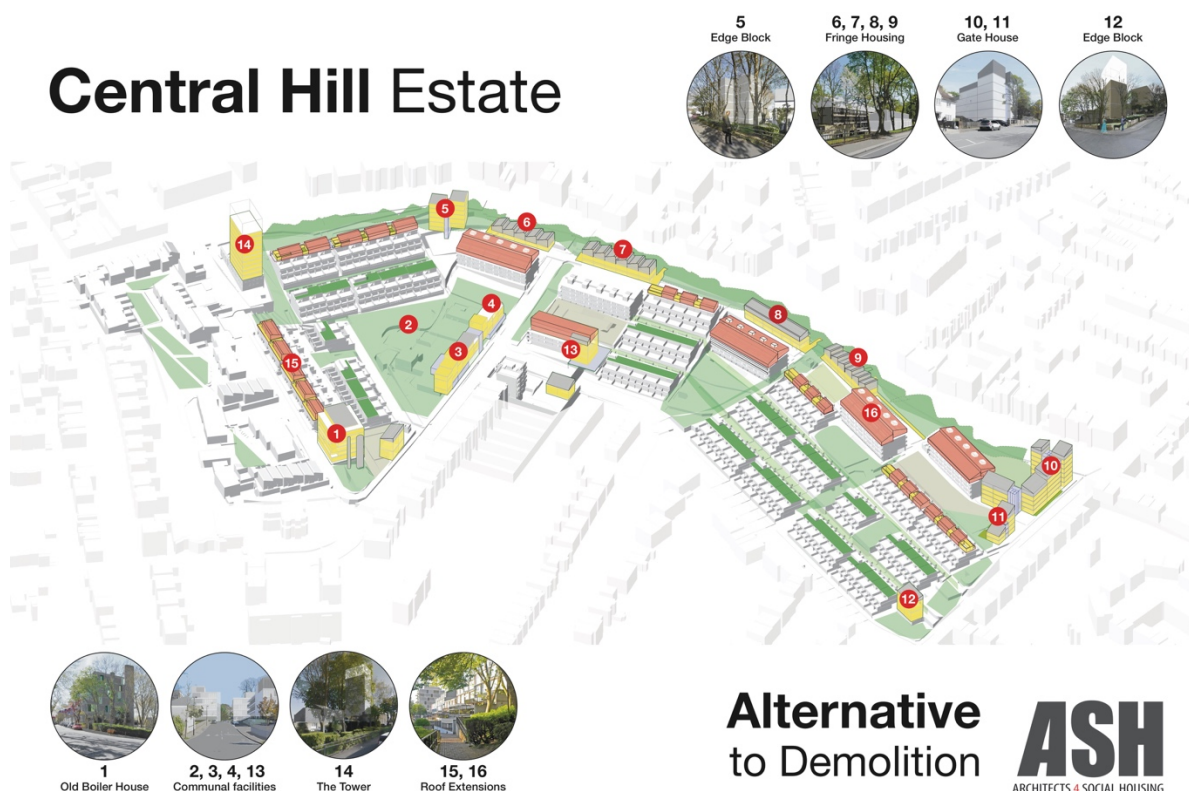 Central Hill Estate
5
Edge Block
6, 7, 8, 9
Fringe Housing
10, 11
Gate House
12
Edge Block
14
5
6
7
4
2
3
13
8
15
9
1
16
10
11
12
1
Old Boiler House
2, 3, 4, 13
Communal facilities
14
The Tower
15, 16
Roof Extensions
Alternative
to Demolition
ASH
ARCHITECTS 4 SOCIAL HOUSING